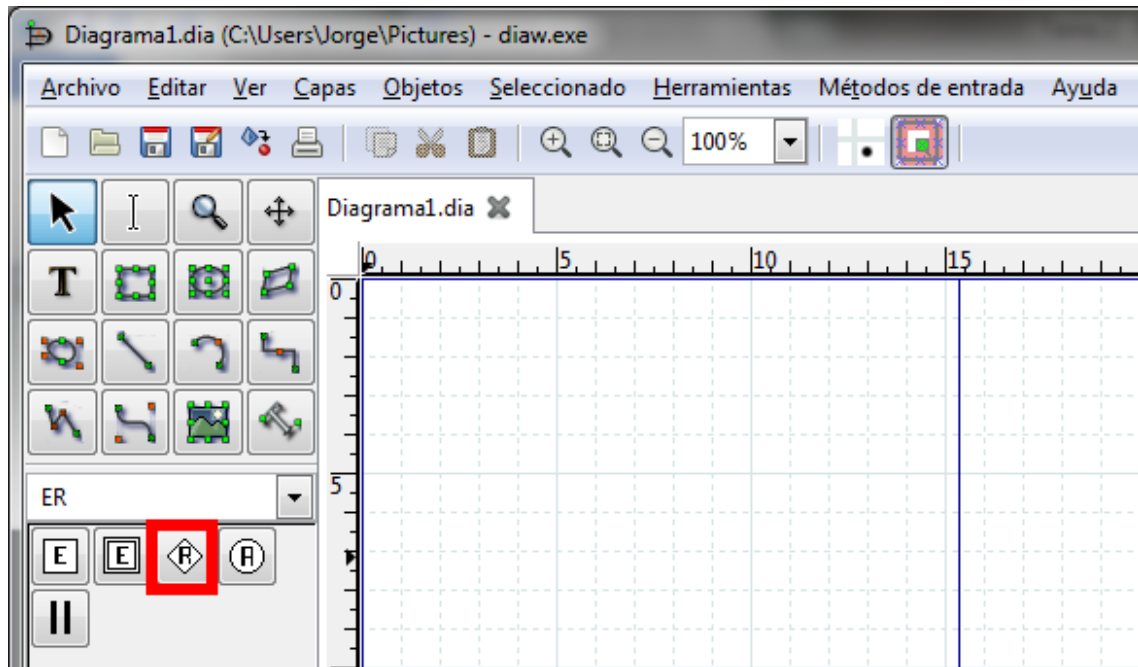 Diagrama1.dia (C:\Users\Jorge\Pictures) - diaw.exe
Archivo Editar Ver Capas Objetos Seleccionado Herramientas Métodos de entrada Ayuda
100%
Diagrama1.dia
T
0 5 10 15
0
5
ER
E E R A